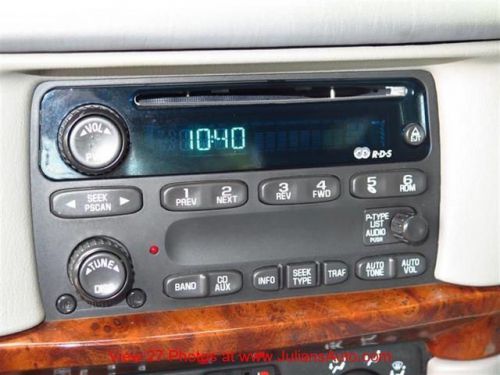 VOL
10:40
RDS
SEEK
PSCAN
1
PREV
2
NEXT
3
REV
4
FWD
5
6
RDM
P-TYPE
LIST
AUDIO
PUSH
TUNE
DISC
BAND
CD
AUX
INFO
SEEK
TYPE
TRAF
AUTO
TONE
AUTO
VOL
View 27 Photos at www.JuliansAuto.com